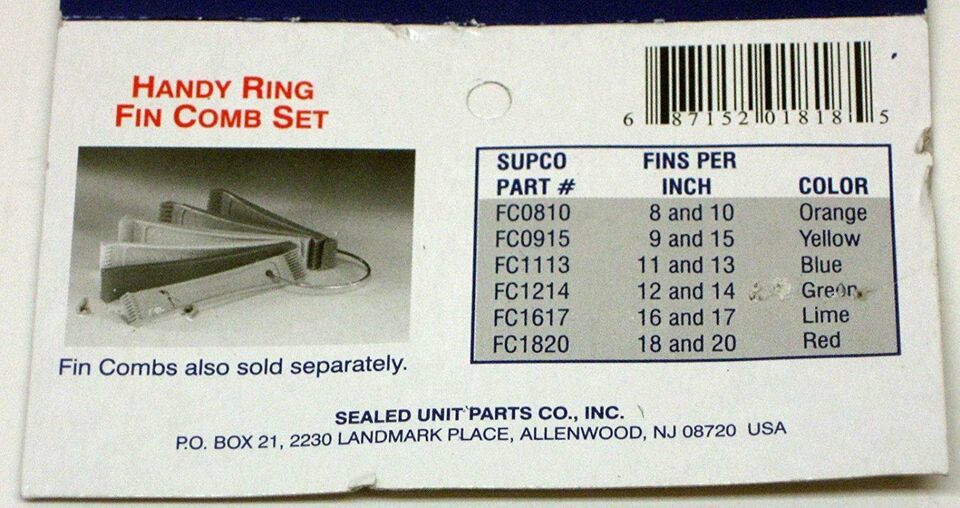 HANDY RING
FIN COMB SET
6 87152 01818 5
SUPCO PART # FINS PER INCH COLOR
FC0810 8 and 10 Orange
FC0915 9 and 15 Yellow
FC1113 11 and 13 Blue
FC1214 12 and 14 Green
FC1617 16 and 17 Lime
FC1820 18 and 20 Red
Fin Combs also sold separately.
SEALED UNIT PARTS CO., INC.
P.O. BOX 21, 2230 LANDMARK PLACE, ALLENWOOD, NJ 08720 USA